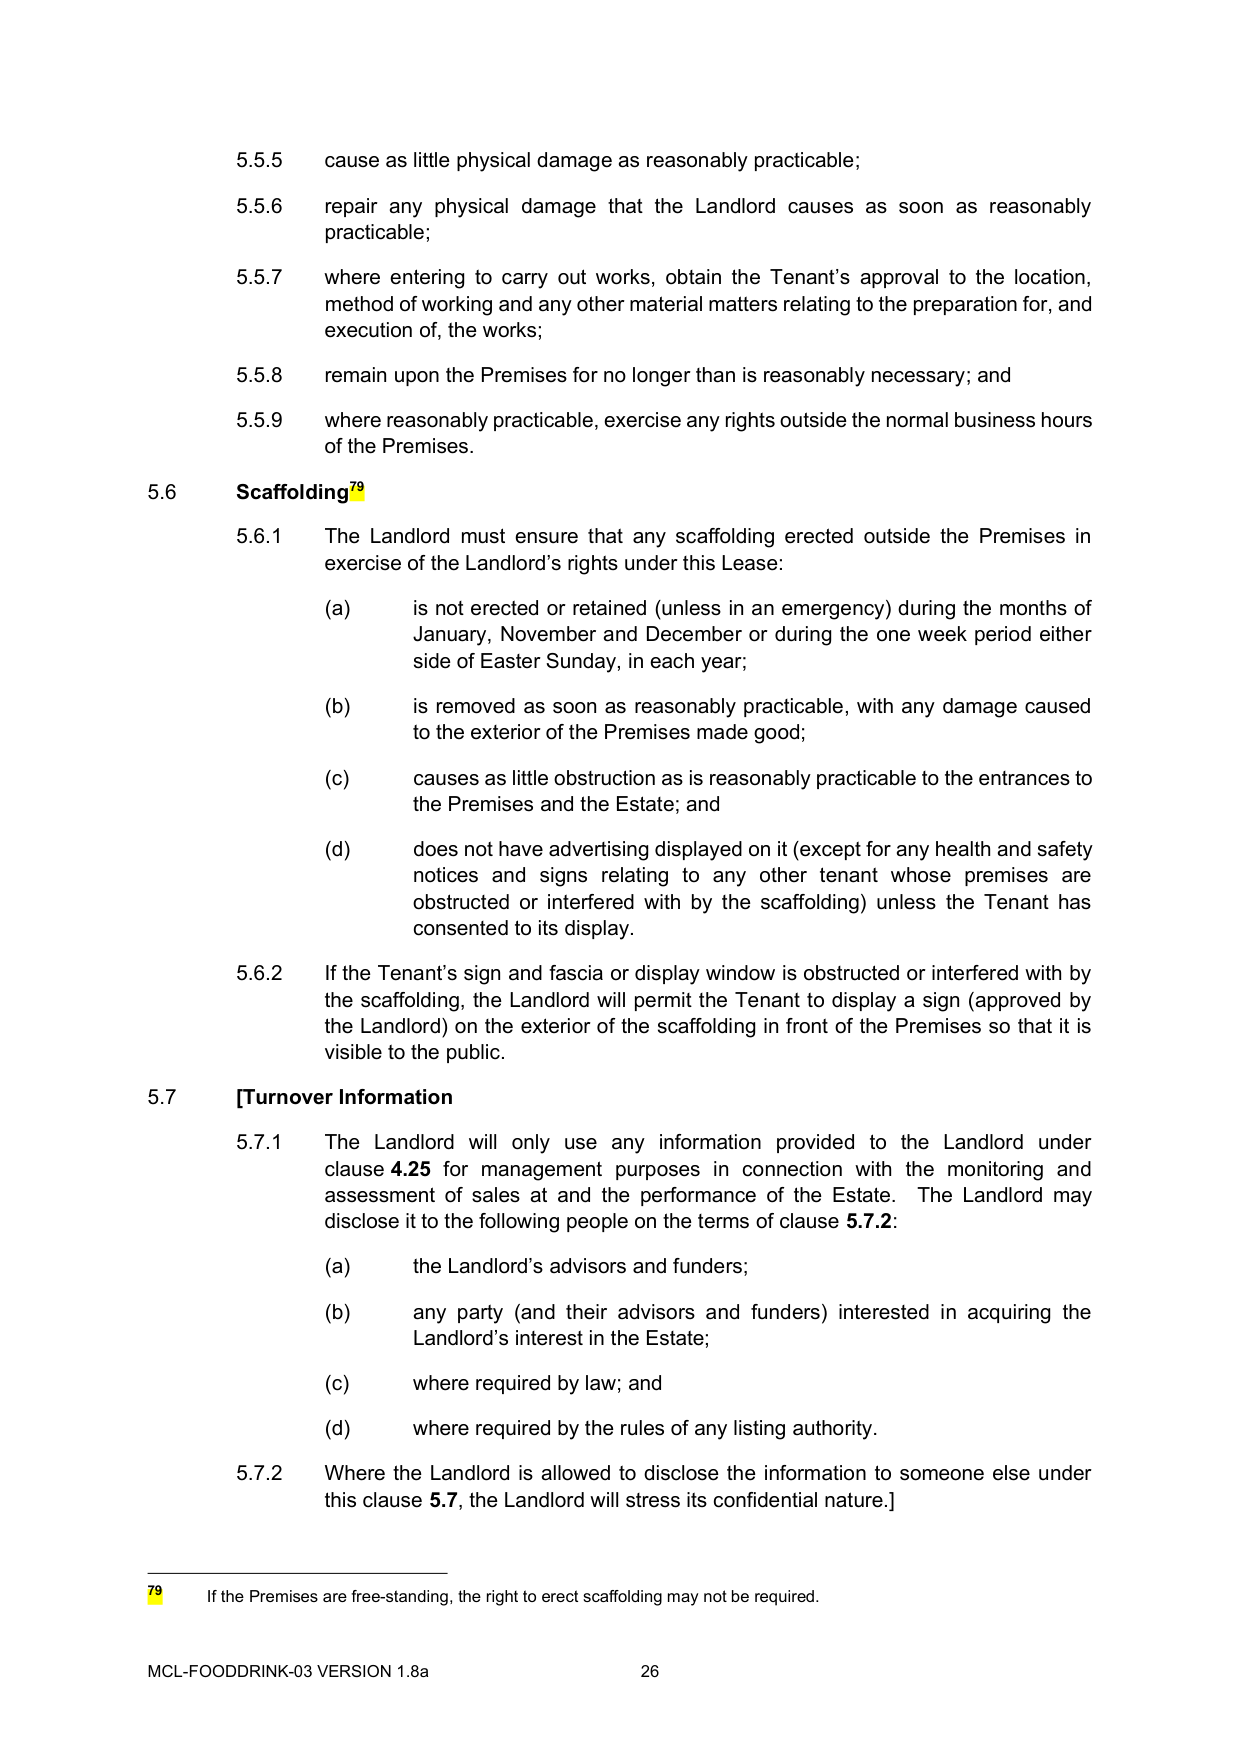 5.5.5 cause as little physical damage as reasonably practicable;
5.5.6 repair any physical damage that the Landlord causes as soon as reasonably
practicable;
5.5.7 where entering to carry out works, obtain the Tenant’s approval to the location,
method of working and any other material matters relating to the preparation for, and
execution of, the works;
5.5.8 remain upon the Premises for no longer than is reasonably necessary; and
5.5.9 where reasonably practicable, exercise any rights outside the normal business hours
of the Premises.
5.6 Scaffolding79
5.6.1 The Landlord must ensure that any scaffolding erected outside the Premises in
exercise of the Landlord’s rights under this Lease:
(a) is not erected or retained (unless in an emergency) during the months of
January, November and December or during the one week period either
side of Easter Sunday, in each year;
(b) is removed as soon as reasonably practicable, with any damage caused
to the exterior of the Premises made good;
(c) causes as little obstruction as is reasonably practicable to the entrances to
the Premises and the Estate; and
(d) does not have advertising displayed on it (except for any health and safety
notices and signs relating to any other tenant whose premises are
obstructed or interfered with by the scaffolding) unless the Tenant has
consented to its display.
5.6.2 If the Tenant’s sign and fascia or display window is obstructed or interfered with by
the scaffolding, the Landlord will permit the Tenant to display a sign (approved by
the Landlord) on the exterior of the scaffolding in front of the Premises so that it is
visible to the public.
5.7 [Turnover Information
5.7.1 The Landlord will only use any information provided to the Landlord under
clause 4.25 for management purposes in connection with the monitoring and
assessment of sales at and the performance of the Estate. The Landlord may
disclose it to the following people on the terms of clause 5.7.2:
(a) the Landlord’s advisors and funders;
(b) any party (and their advisors and funders) interested in acquiring the
Landlord’s interest in the Estate;
(c) where required by law; and
(d) where required by the rules of any listing authority.
5.7.2 Where the Landlord is allowed to disclose the information to someone else under
this clause 5.7, the Landlord will stress its confidential nature.]
79 If the Premises are free-standing, the right to erect scaffolding may not be required.
MCL-FOODDRINK-03 VERSION 1.8a 26